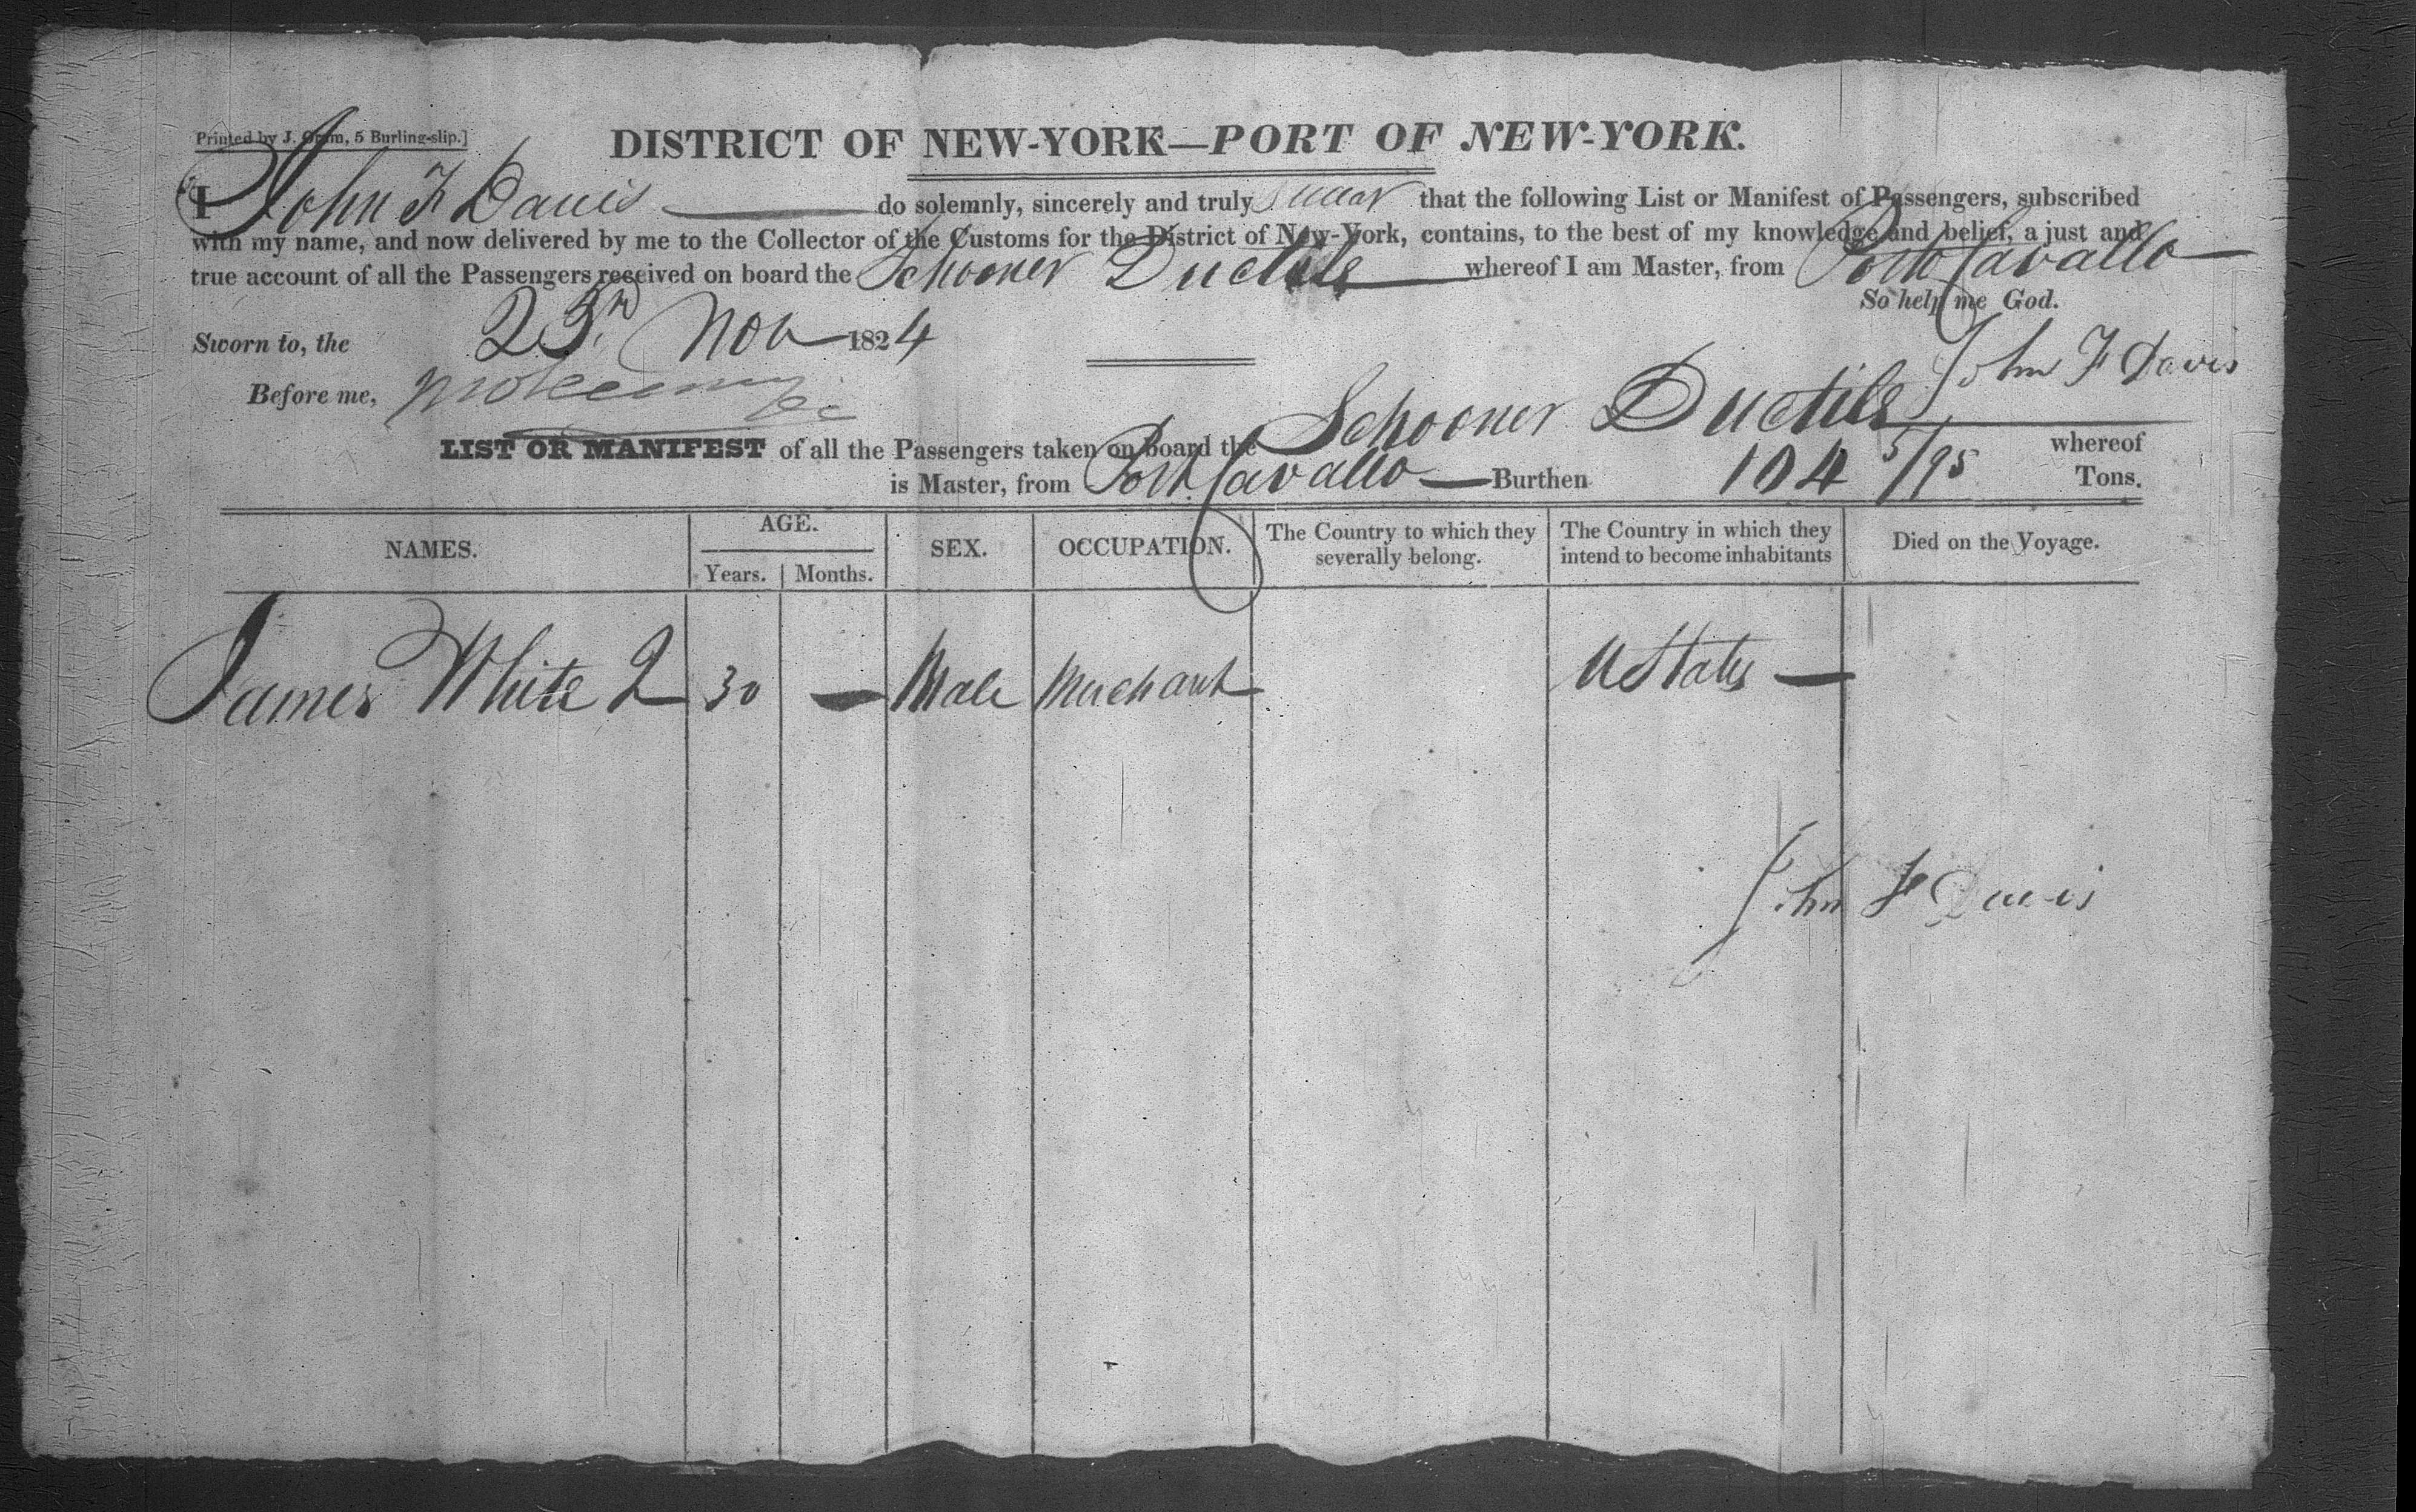 Printed by J. Oram, 5 Burling-slip.]
DISTRICT OF NEW-YORK—PORT OF NEW-YORK.
I John F Davis do solemnly, sincerely and truly swear that the following List or Manifest of Passengers, subscribed
with my name, and now delivered by me to the Collector of the Customs for the District of New-York, contains, to the best of my knowledge and belief, a just and
true account of all the Passengers received on board the Schooner Ductile whereof I am Master, from Porto Cavallo
So help me God.
Sworn to, the 23rd Nov 1824
John F Davis
Before me,
LIST OR MANIFEST of all the Passengers taken on board the Schooner Ductile whereof
is Master, from Port Cavallo — Burthen 104 5/95 Tons.
NAMES. AGE. SEX. OCCUPATION. The Country to which they severally belong. The Country in which they intend to become inhabitants Died on the Voyage.
Years. Months.
James White 2 30 — Male Merchant U States —
John F Davis